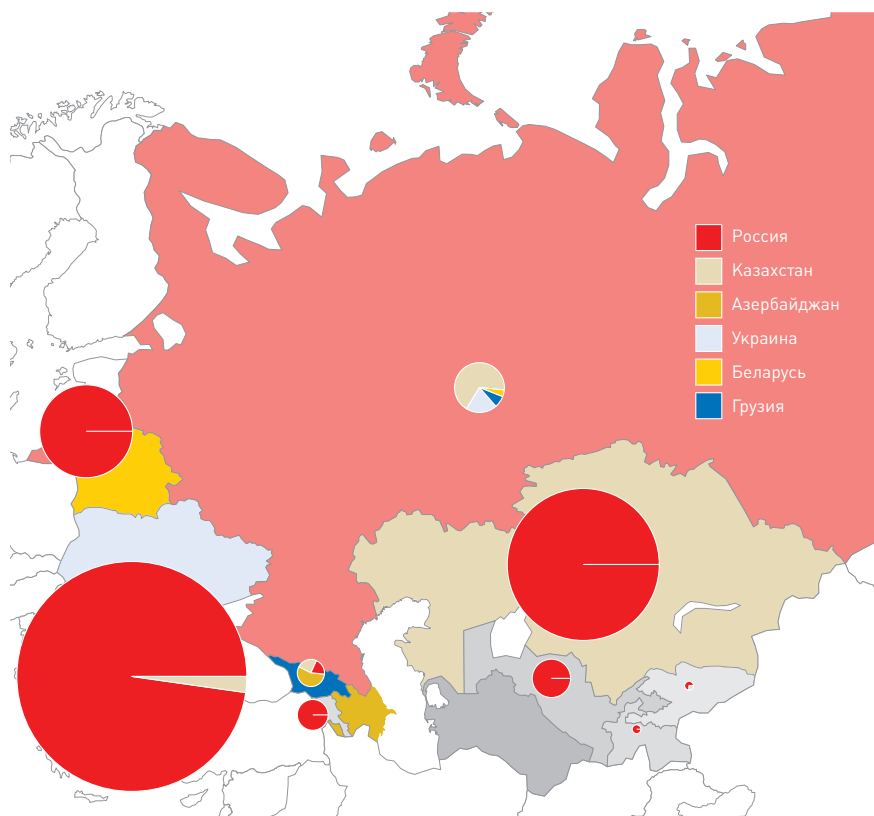 Россия
Казахстан
Азербайджан
Украина
Беларусь
Грузия